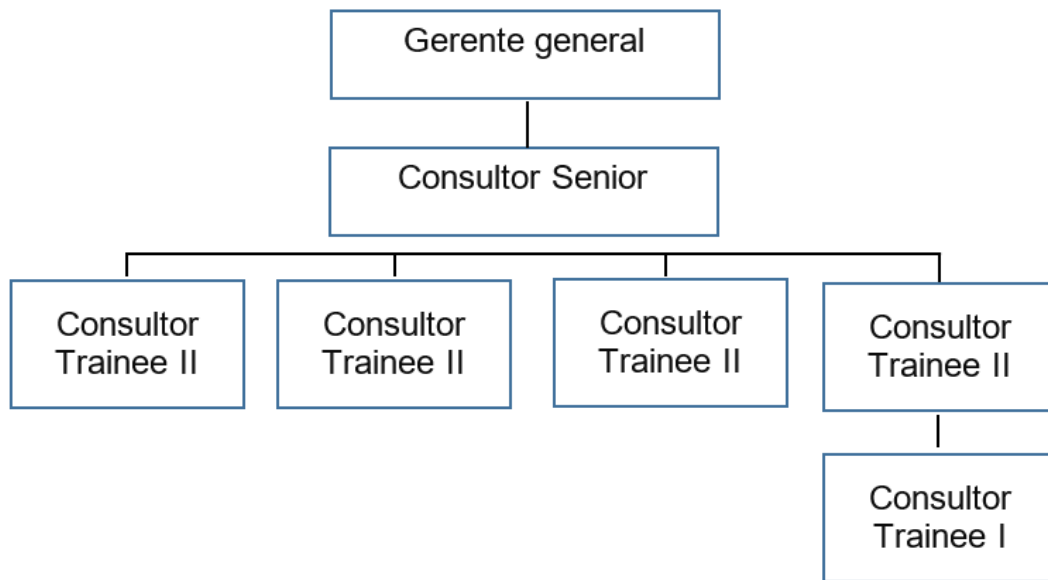 Gerente general
Consultor Senior
Consultor
Trainee II
Consultor
Trainee II
Consultor
Trainee II
Consultor
Trainee II
Consultor
Trainee I